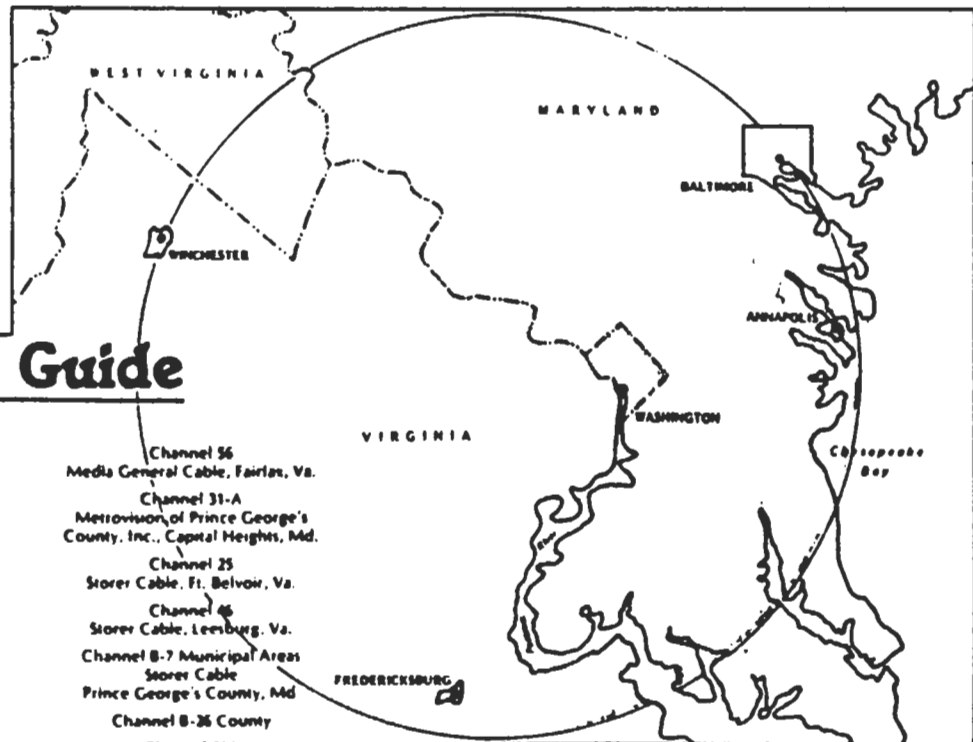 WEST VIRGINIA
MARYLAND
BALTIMORE
WINCHESTER
ANNAPOLIS
Guide
WASHINGTON
VIRGINIA
Chesapeake
Bay
Channel 56
Media General Cable, Fairfax, Va.
Channel 31-A
Metrovision of Prince George's
County, Inc., Capital Heights, Md.
Channel 25
Storer Cable, Ft. Belvoir, Va.
Channel
Storer Cable, Leesburg, Va.
Channel B-7 Municipal Areas
Storer Cable
Prince George's County, Md
FREDERICKSBURG
Channel B-26 County